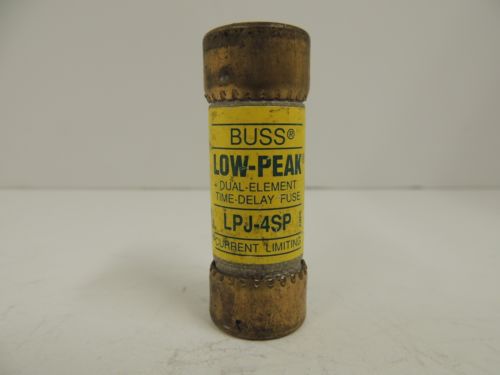 BUSS®
LOW-PEAK
DUAL-ELEMENT
TIME-DELAY FUSE
LPJ-4SP
CURRENT LIMITING